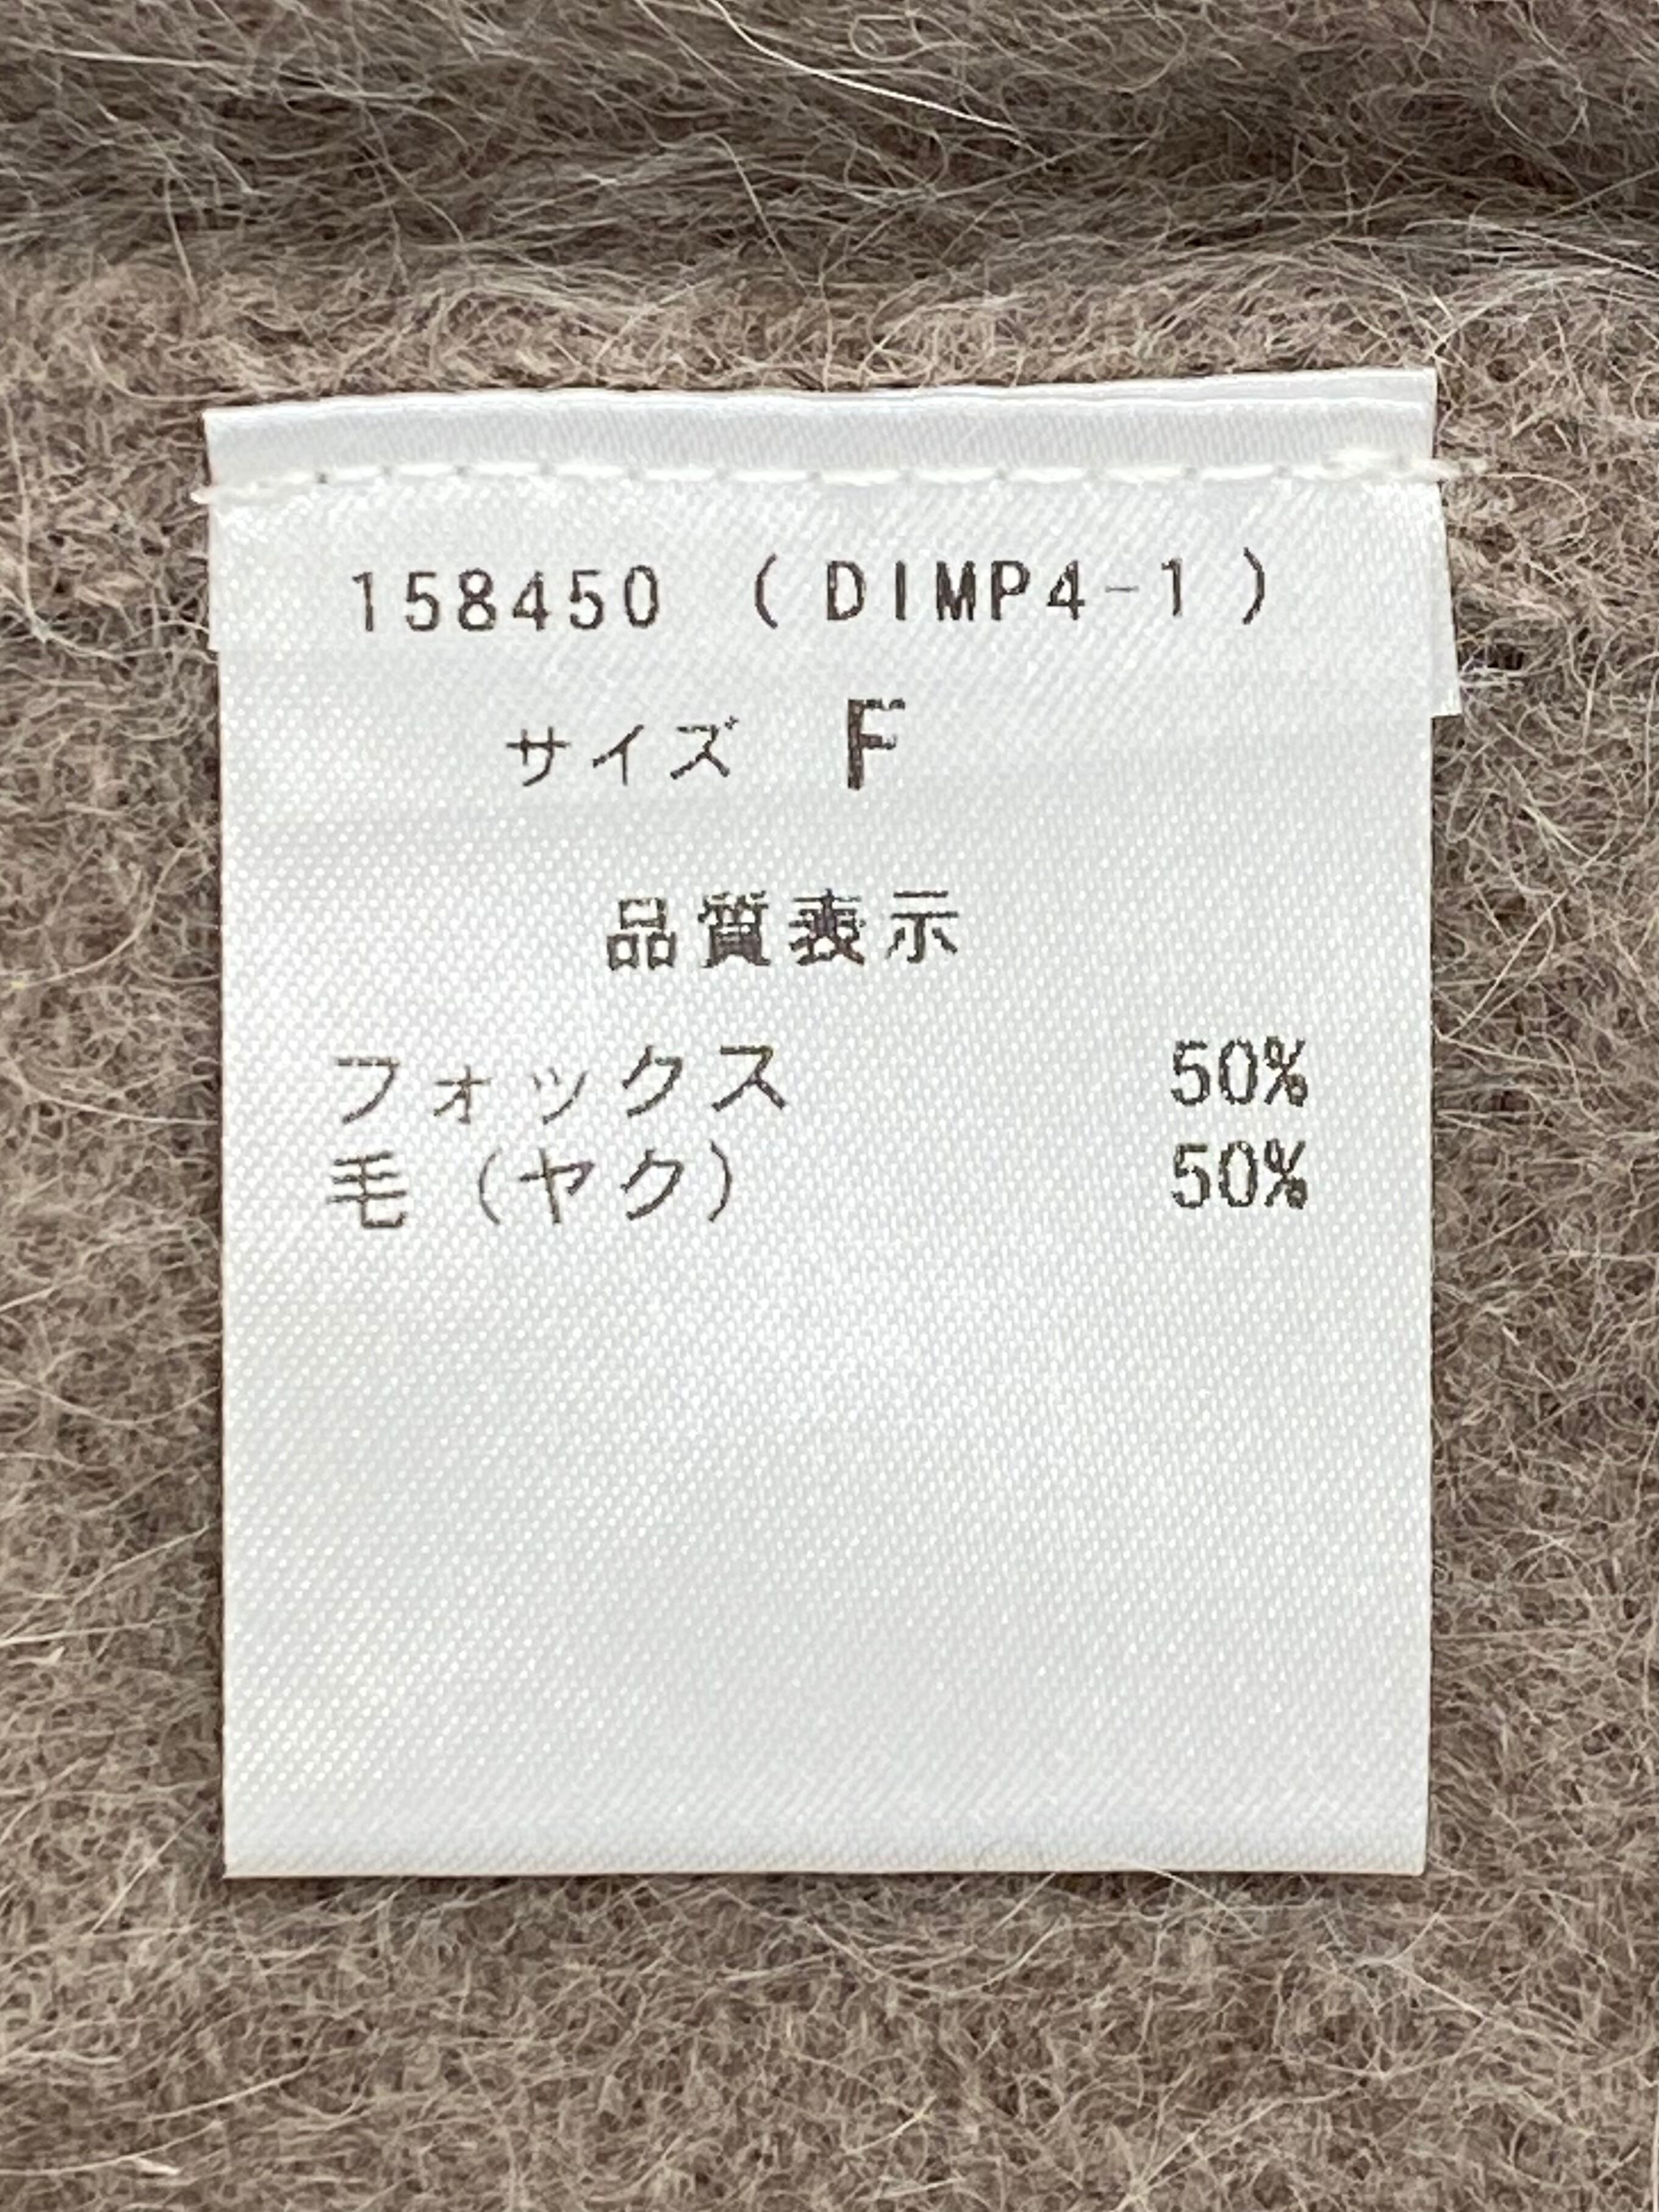 158450 (DIMP4-1)
サイズ F
品質表示
フォックス 50%
毛(ヤク) 50%